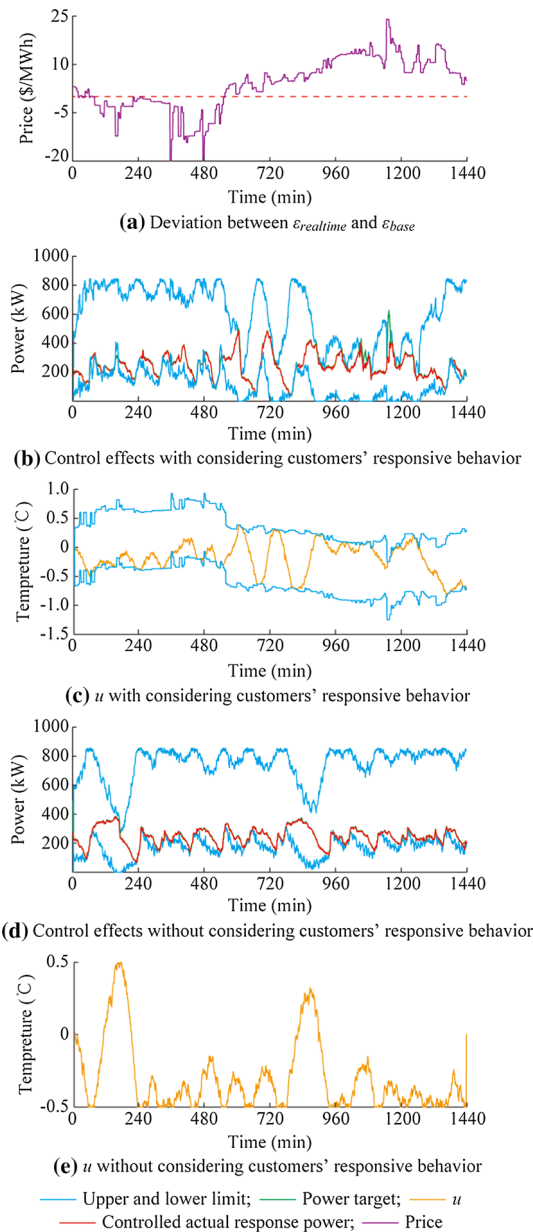 25
10
-5
-20
Price ($/MWh)
0 240 480 720 960 1200 1440
Time (min)
(a) Deviation between εrealtime and εbase
1000
800
600
400
200
Power (kW)
0 240 480 720 960 1200 1440
Time (min)
(b) Control effects with considering customers' responsive behavior
1.0
0.5
0
-0.5
-1.0
-1.5
Tempreture (℃)
0 240 480 720 960 1200 1440
Time (min)
(c) u with considering customers' responsive behavior
1000
800
600
400
200
Power (kW)
0 240 480 720 960 1200 1440
Time (min)
(d) Control effects without considering customers' responsive behavior
0.5
0
-0.5
Tempreture (℃)
0 240 480 720 960 1200 1440
Time (min)
(e) u without considering customers' responsive behavior
Upper and lower limit; Power target; u
Controlled actual response power; Price